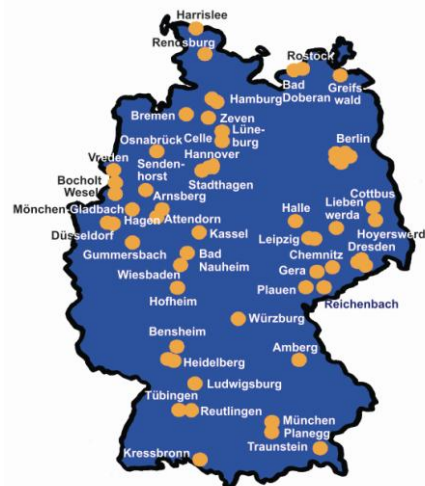 Harrislee
Rendsburg
Rostock
Bad
Doberan
Greifs
wald
Hamburg
Bremen
Zeven
Osnabrück
Celle
Lüne-
burg
Berlin
Vreden
Senden-
horst
Hannover
Stadthagen
Bocholt
Wesel
Arnsberg
Cottbus
Mönchen-Gladbach
Hagen
Attendorn
Halle
Lieben
werda
Düsseldorf
Kassel
Leipzig
Hoyerswerd
Gummersbach
Bad
Nauheim
Chemnitz
Dresden
Wiesbaden
Gera
Hofheim
Plauen
Reichenbach
Würzburg
Bensheim
Amberg
Heidelberg
Ludwigsburg
Tübingen
Reutlingen
München
Planegg
Traunstein
Kressbronn